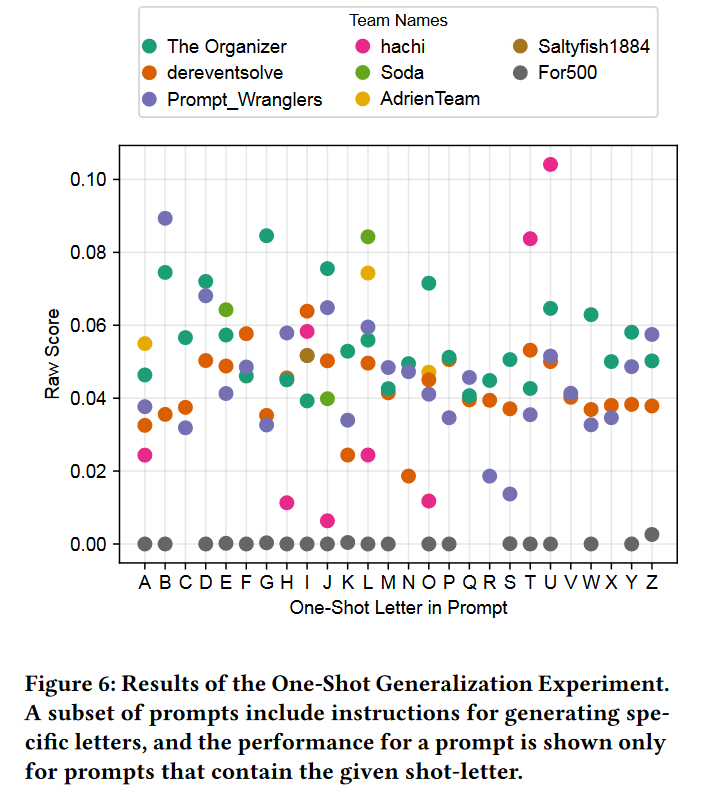 Team Names
The Organizer
dereventsolve
Prompt_Wranglers
hachi
Soda
AdrienTeam
Saltyfish1884
For500
Raw Score
0.10
0.08
0.06
0.04
0.02
0.00
A B C D E F G H I J K L M N O P Q R S T U V W X Y Z
One-Shot Letter in Prompt
Figure 6: Results of the One-Shot Generalization Experiment.
A subset of prompts include instructions for generating spe-
cific letters, and the performance for a prompt is shown only
for prompts that contain the given shot-letter.